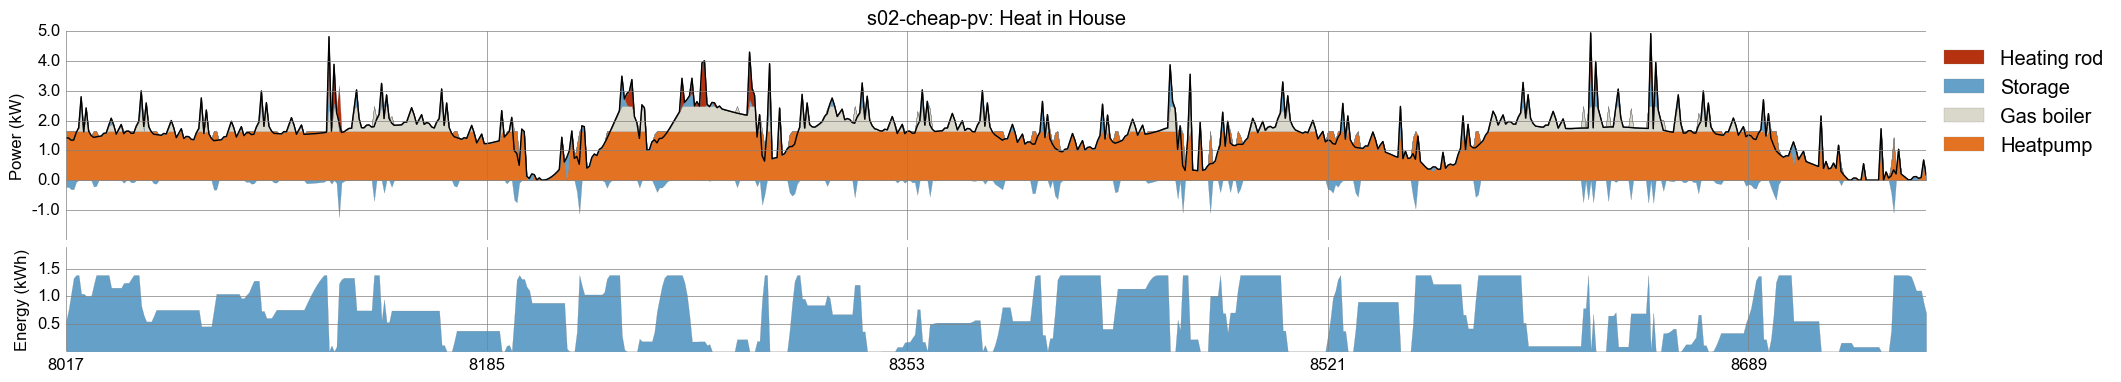 s02-cheap-pv: Heat in House
Power (kW)
5.0
4.0
3.0
2.0
1.0
0.0
-1.0
Heating rod
Storage
Gas boiler
Heatpump
Energy (kWh)
1.5
1.0
0.5
8017 8185 8353 8521 8689